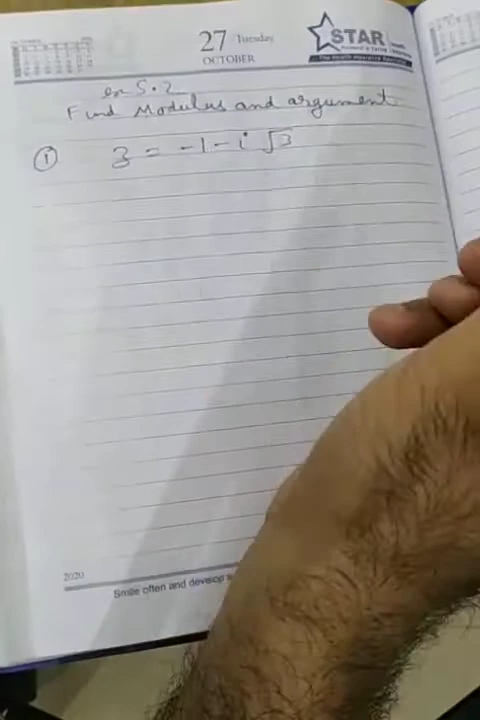 27 Tuesday
OCTOBER
STAR
ex 5.2
Find Modulus and argument
① z = -1 - i √3
2020
Smile often and develop a